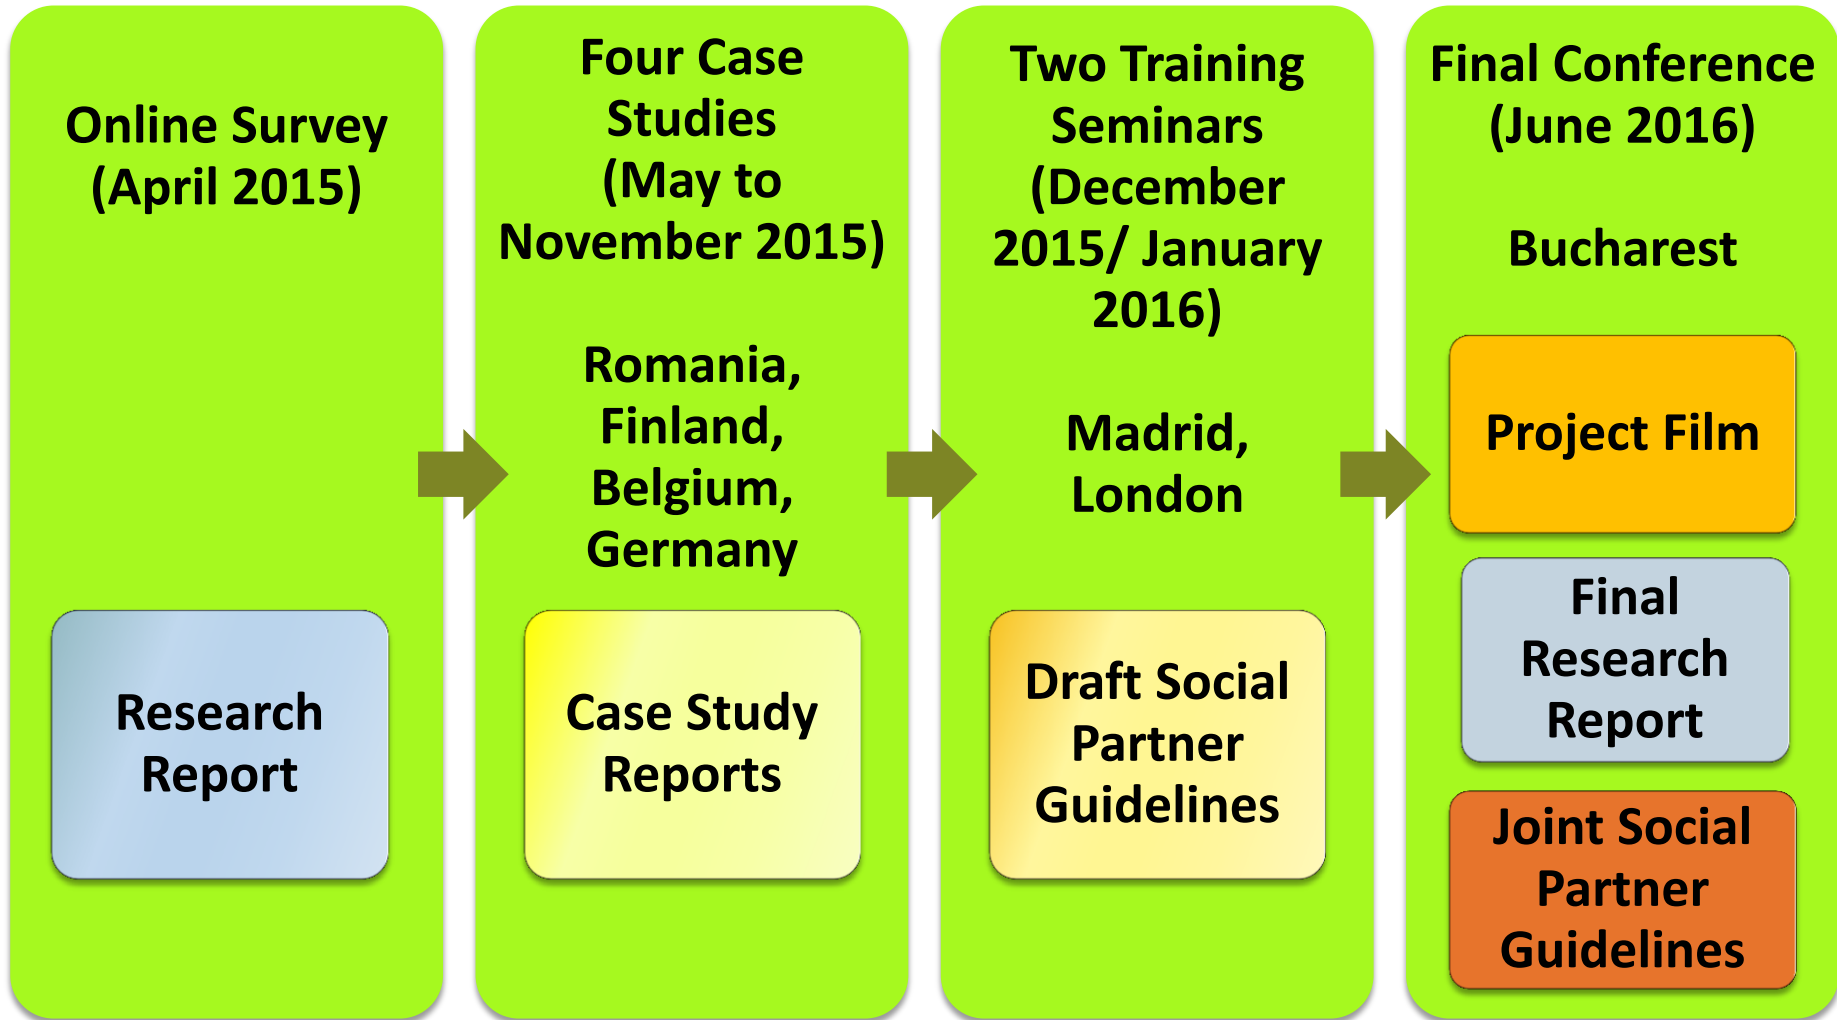 Online Survey
(April 2015)
Research
Report
Four Case
Studies
(May to
November 2015)
Romania,
Finland,
Belgium,
Germany
Case Study
Reports
Two Training
Seminars
(December
2015/ January
2016)
Madrid,
London
Draft Social
Partner
Guidelines
Final Conference
(June 2016)
Bucharest
Project Film
Final
Research
Report
Joint Social
Partner
Guidelines